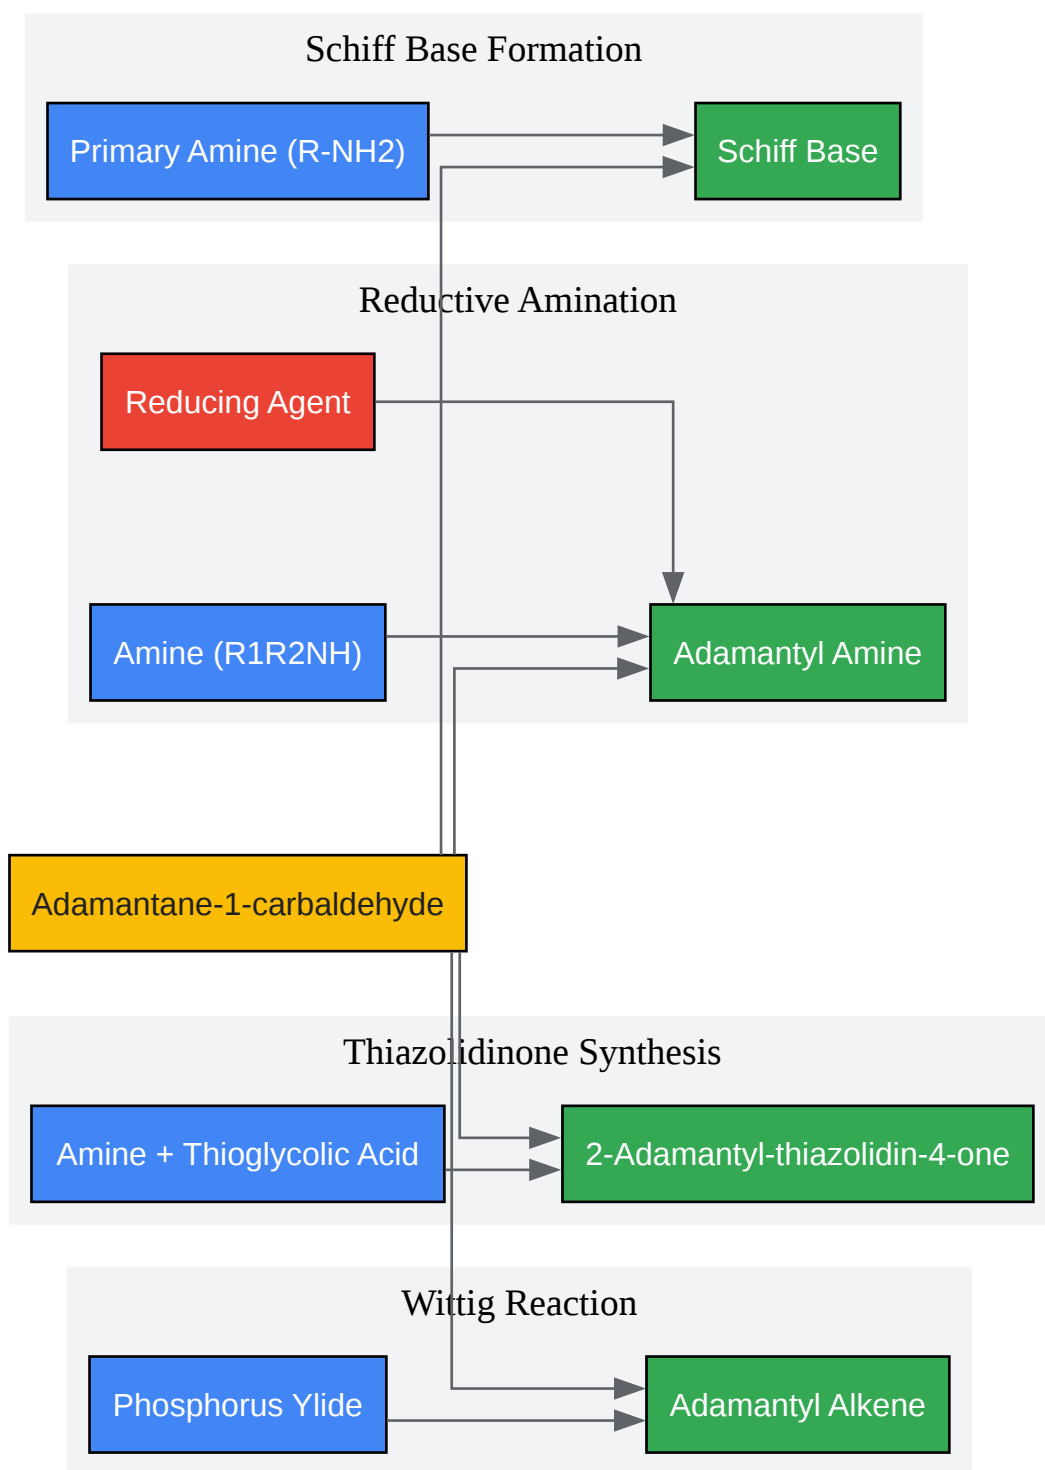 Schiff Base Formation
Primary Amine (R-NH2)
Schiff Base
Reductive Amination
Reducing Agent
Amine (R1R2NH)
Adamantyl Amine
Adamantane-1-carbaldehyde
Thiazolidinone Synthesis
Amine + Thioglycolic Acid
2-Adamantyl-thiazolidin-4-one
Wittig Reaction
Phosphorus Ylide
Adamantyl Alkene